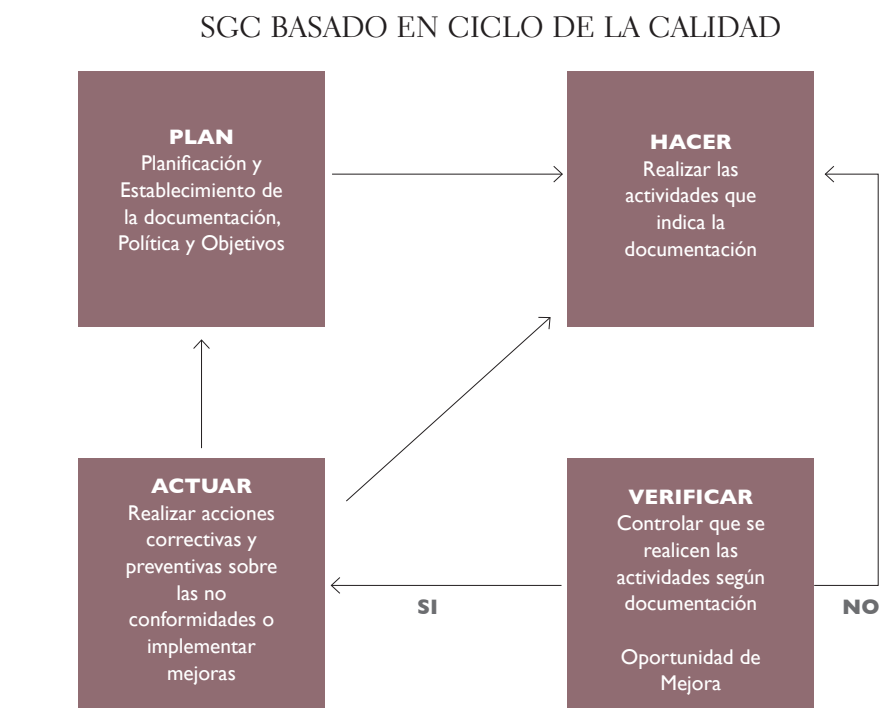 SGC BASADO EN CICLO DE LA CALIDAD
PLAN
Planificación y
Establecimiento de
la documentación,
Política y Objetivos
HACER
Realizar las
actividades que
indica la
documentación
ACTUAR
Realizar acciones
correctivas y
preventivas sobre
las no
conformidades o
implementar
mejoras
SI
VERIFICAR
Controlar que se
realicen las
actividades según
documentación
Oportunidad de
Mejora
NO